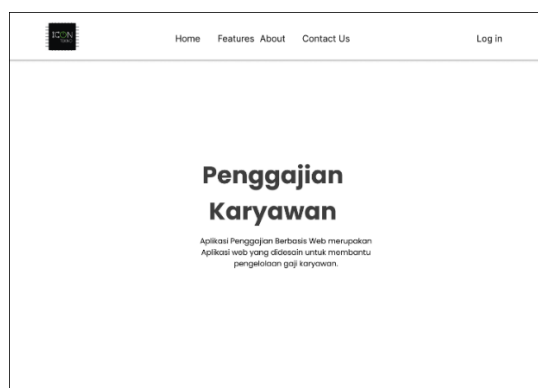 ICON
Home Features About Contact Us Log in
Penggajian
Karyawan
Aplikasi Penggajian Berbasis Web merupakan
Aplikasi web yang didesain untuk membantu
pengelolaan gaji karyawan.